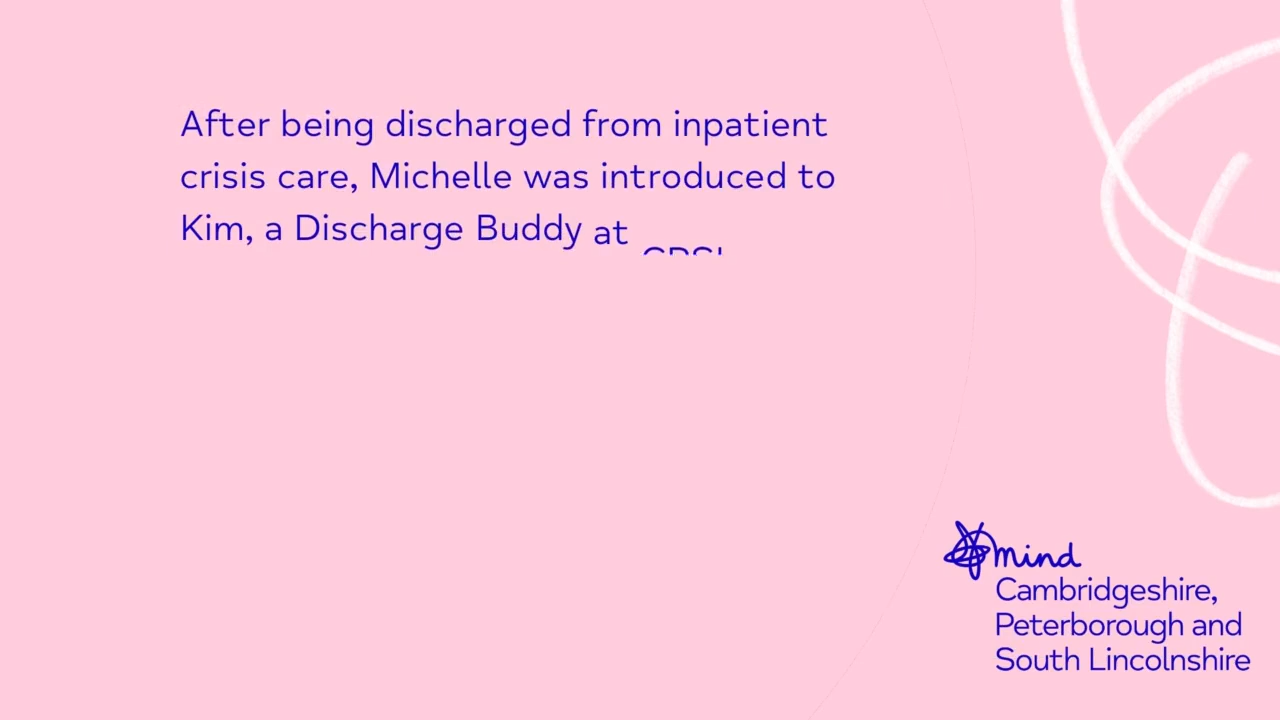 After being discharged from inpatient
crisis care, Michelle was introduced to
Kim, a Discharge Buddy at
mind
Cambridgeshire,
Peterborough and
South Lincolnshire